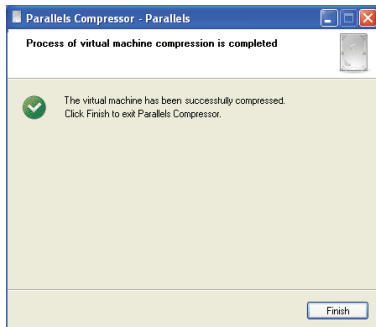 Parallels Compressor - Parallels
Process of virtual machine compression is completed
The virtual machine has been successfully compressed.
Click Finish to exit Parallels Compressor.
Finish